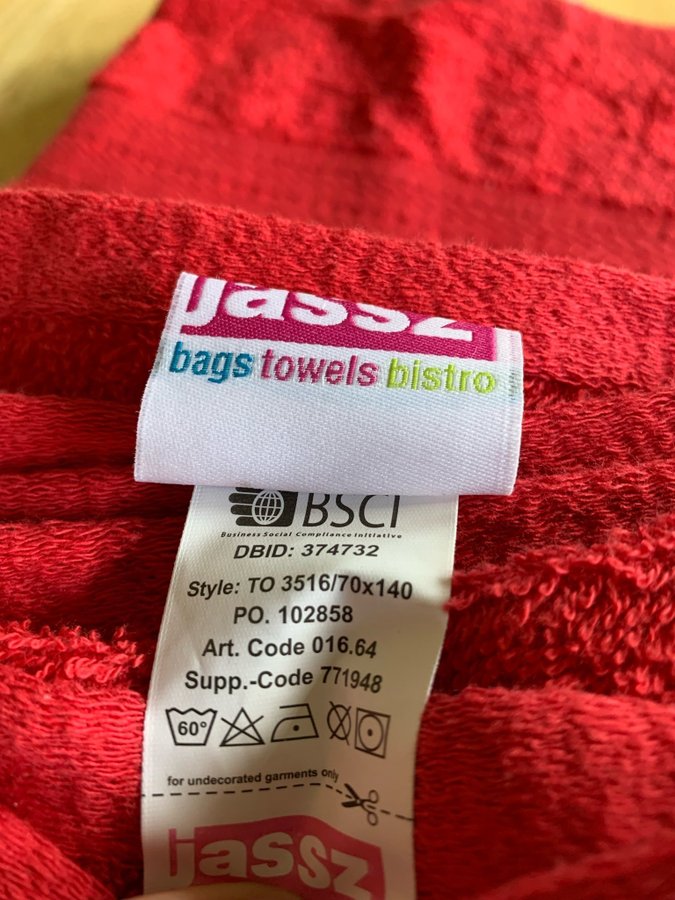 jassz
bags towels bistro
BSCI
Business Social Compliance Initiative
DBID: 374732
Style: TO 3516/70x140
PO. 102858
Art. Code 016.64
Supp.-Code 771948
60°
for undecorated garments only
jassz